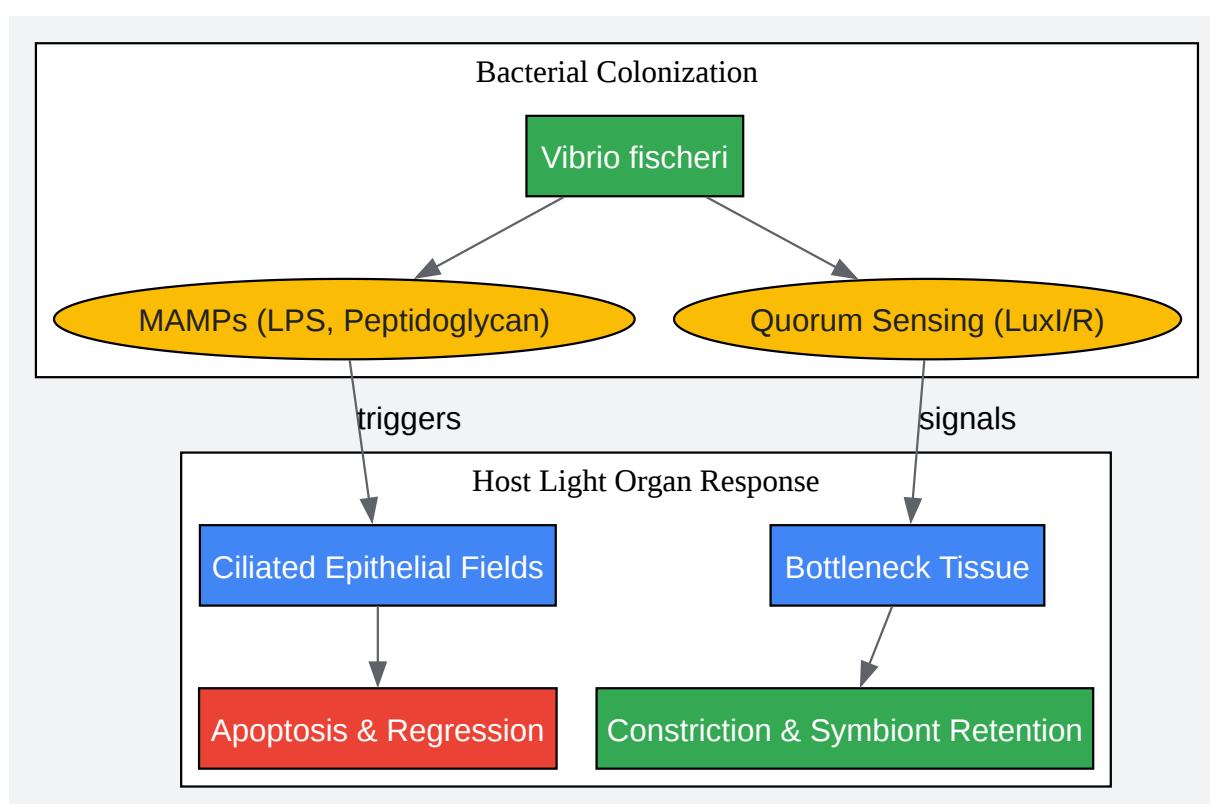 Bacterial Colonization
Vibrio fischeri
MAMPs (LPS, Peptidoglycan)
Quorum Sensing (LuxI/R)
triggers
signals
Host Light Organ Response
Ciliated Epithelial Fields
Bottleneck Tissue
Apoptosis & Regression
Constriction & Symbiont Retention